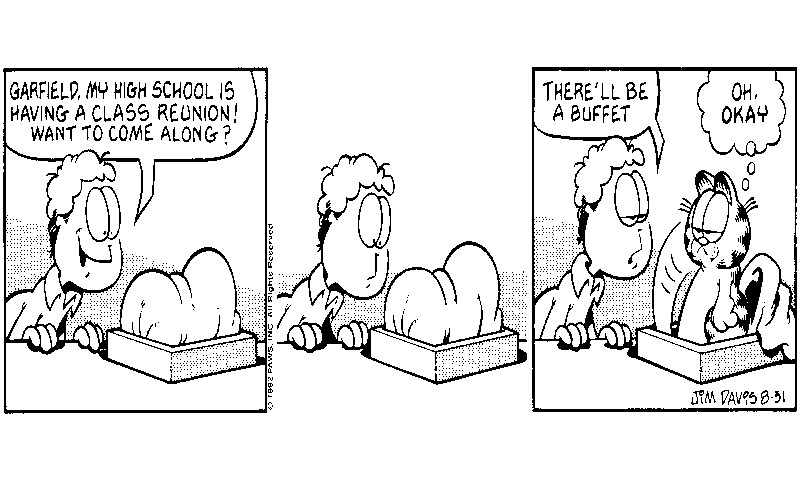 GARFIELD, MY HIGH SCHOOL IS
HAVING A CLASS REUNION!
WANT TO COME ALONG?
© 1982 PAWS, INC. All Rights Reserved
THERE'LL BE
A BUFFET
OH,
OKAY
JIM DAVIS 8-31